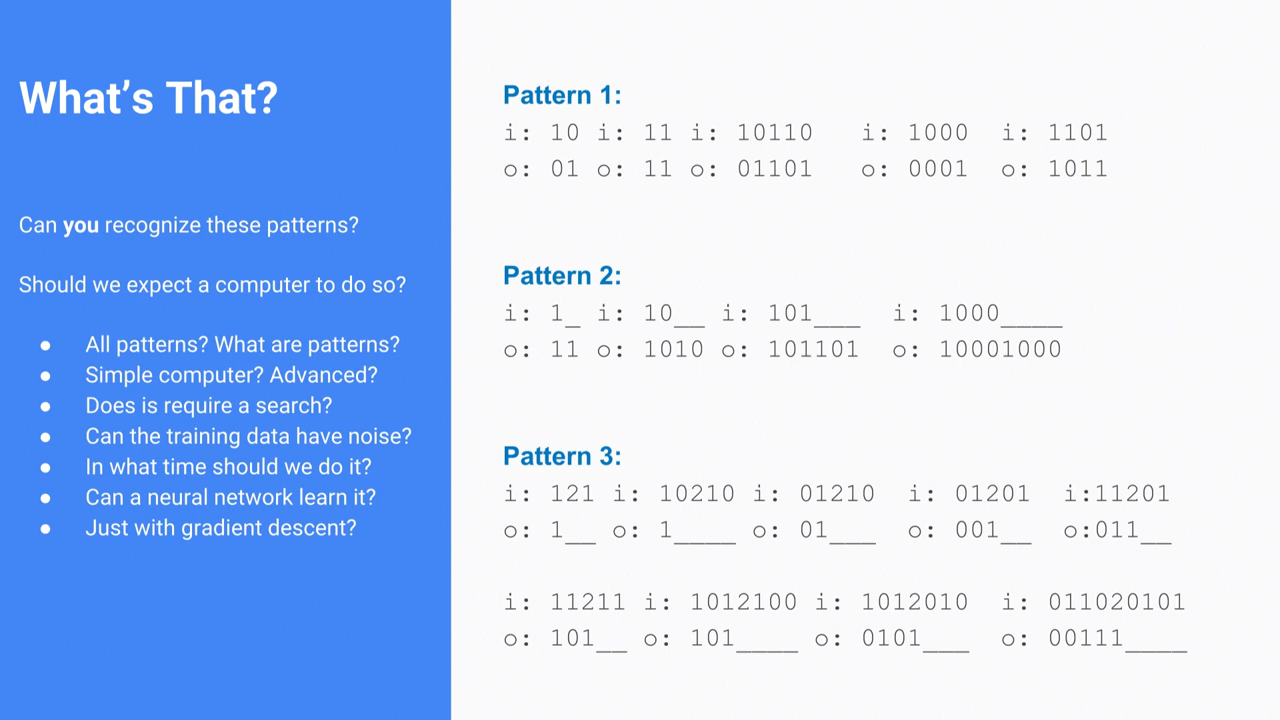 What's That?
Can you recognize these patterns?
Should we expect a computer to do so?
● All patterns? What are patterns?
● Simple computer? Advanced?
● Does is require a search?
● Can the training data have noise?
● In what time should we do it?
● Can a neural network learn it?
● Just with gradient descent?
Pattern 1:
i: 10 i: 11 i: 10110 i: 1000 i: 1101
o: 01 o: 11 o: 01101 o: 0001 o: 1011
Pattern 2:
i: 1_ i: 10__ i: 101___ i: 1000____
o: 11 o: 1010 o: 101101 o: 10001000
Pattern 3:
i: 121 i: 10210 i: 01210 i: 01201 i:11201
o: 1__ o: 1____ o: 01___ o: 001__ o:011__
i: 11211 i: 1012100 i: 1012010 i: 011020101
o: 101__ o: 101____ o: 0101___ o: 00111____